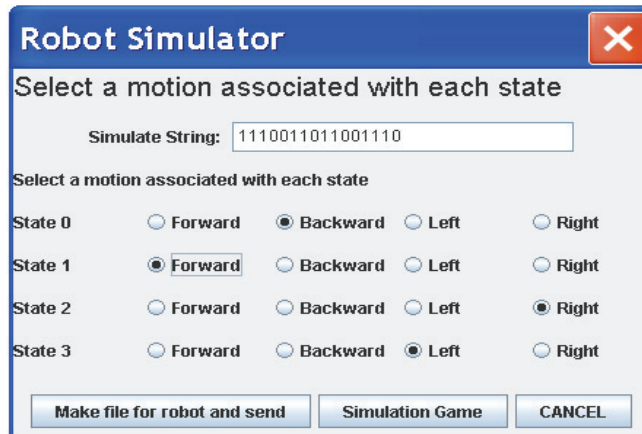 Robot Simulator
Select a motion associated with each state
Simulate String: 1110011011001110
Select a motion associated with each state
State 0 Forward Backward Left Right
State 1 Forward Backward Left Right
State 2 Forward Backward Left Right
State 3 Forward Backward Left Right
Make file for robot and send Simulation Game CANCEL